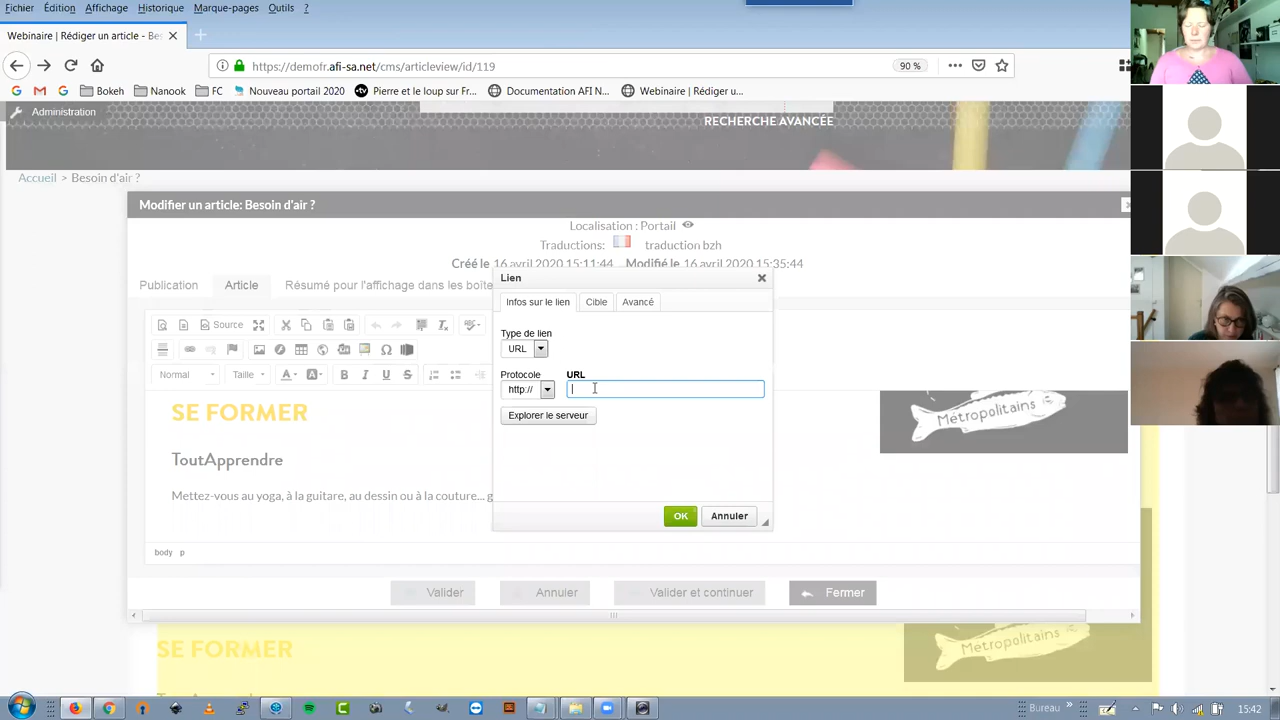 Fichier Édition Affichage Historique Marque-pages Outils ?
Webinaire | Rédiger un article - Be
https://demofr.afi-sa.net/cms/articleview/id/119
90 %
Bokeh Nanook FC Nouveau portail 2020 Pierre et le loup sur Fr... Documentation AFI N... Webinaire | Rédiger u...
Administration
RECHERCHE AVANCÉE
Accueil > Besoin d'air ?
Modifier un article: Besoin d'air ?
Localisation : Portail
Traductions: traduction bzh
Créé le 16 avril 2020 15:11:44 Modifié le 16 avril 2020 15:35:44
Publication Article Résumé pour l'affichage dans les boîte
Lien
Infos sur le lien Cible Avancé
Source
Type de lien
URL
Normal Taille
Protocole URL
http://
Explorer le serveur
SE FORMER
Métropolitains
ToutApprendre
Mettez-vous au yoga, à la guitare, au dessin ou à la couture... g
OK Annuler
body p
Valider Annuler Valider et continuer Fermer
SE FORMER
Métropolitains
Bureau
15:42